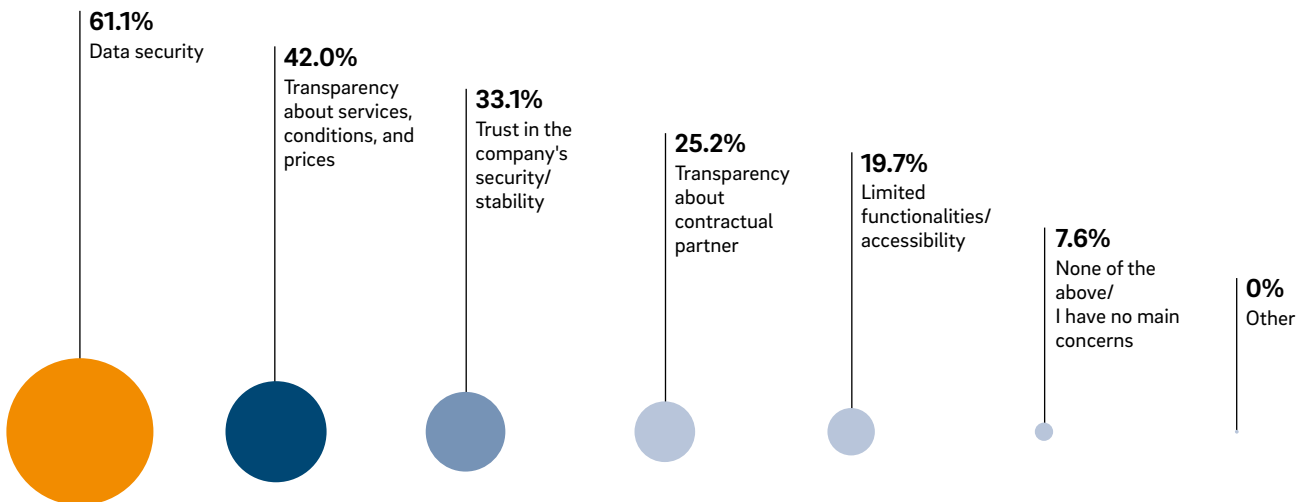 61.1%
Data security
42.0%
Transparency
about services,
conditions, and
prices
33.1%
Trust in the
company's
security/
stability
25.2%
Transparency
about
contractual
partner
19.7%
Limited
functionalities/
accessibility
7.6%
None of the
above/
I have no main
concerns
0%
Other